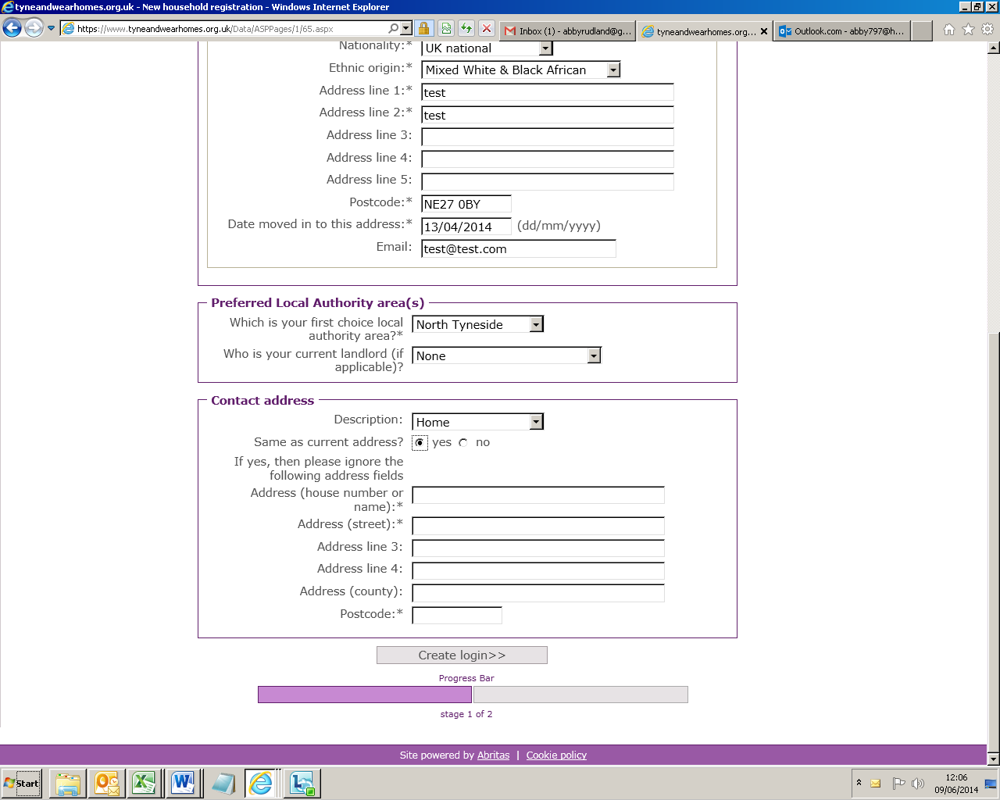 tyneandwearhomes.org.uk - New household registration - Windows Internet Explorer
https://www.tyneandwearhomes.org.uk/Data/ASPPages/1/65.aspx
Inbox (1) - abbyrudland@g...
tyneandwearhomes.org...
Outlook.com - abby797@h...
Nationality:* UK national
Ethnic origin:* Mixed White & Black African
Address line 1:* test
Address line 2:* test
Address line 3:
Address line 4:
Address line 5:
Postcode:* NE27 0BY
Date moved in to this address:* 13/04/2014 (dd/mm/yyyy)
Email: test@test.com
Preferred Local Authority area(s)
Which is your first choice local
authority area?* North Tyneside
Who is your current landlord (if
applicable)? None
Contact address
Description: Home
Same as current address? yes no
If yes, then please ignore the
following address fields
Address (house number or
name):*
Address (street):*
Address line 3:
Address line 4:
Address (county):
Postcode:*
Create login>>
Progress Bar
stage 1 of 2
Site powered by Abritas | Cookie policy
Start
12:06
09/06/2014